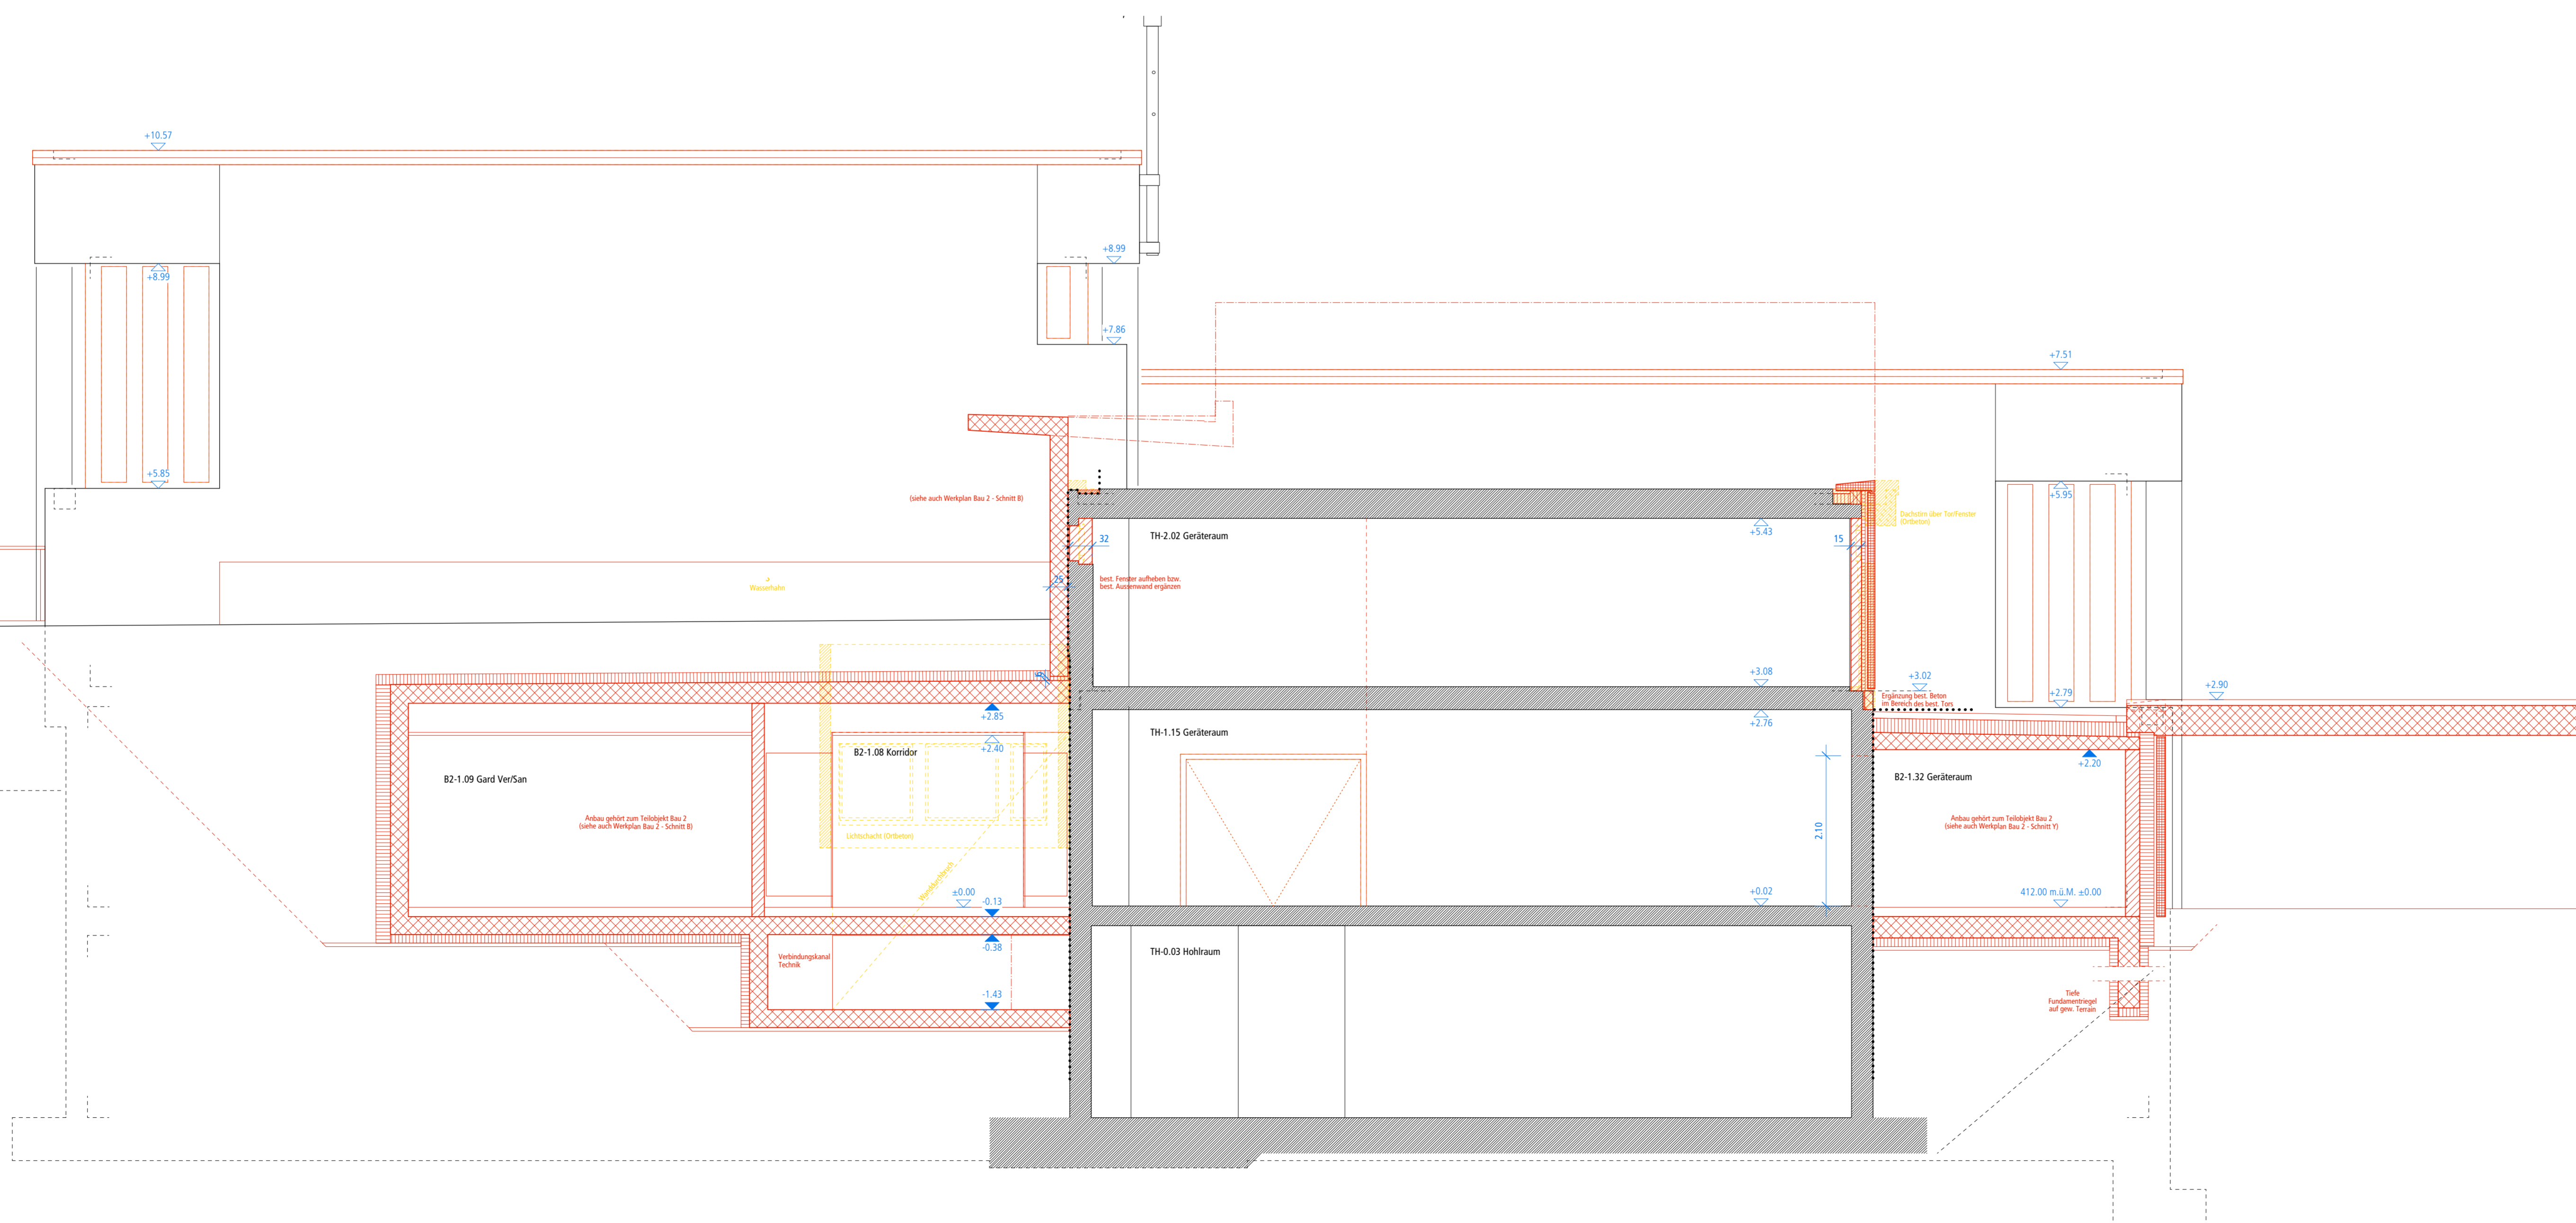 +10.57
+8.99
+8.99
+7.86
+7.51
+5.85
+5.95
(siehe auch Werkplan Bau 2 - Schnitt B)
Dachstirn über Tor/Fenster
(Ortbeton)
TH-2.02 Geräteraum
+5.43
32
15
25
best. Fenster aufheben bzw.
best. Aussenwand ergänzen
Wasserhahn
+3.08
+3.02
+2.90
+2.79
Ergänzung best. Beton
im Bereich des best. Tors
+2.85
+2.76
+2.40
TH-1.15 Geräteraum
B2-1.08 Korridor
B2-1.09 Gard Ver/San
+2.20
B2-1.32 Geräteraum
Anbau gehört zum Teilobjekt Bau 2
(siehe auch Werkplan Bau 2 - Schnitt B)
Anbau gehört zum Teilobjekt Bau 2
(siehe auch Werkplan Bau 2 - Schnitt Y)
Lichtschacht (Ortbeton)
2.10
Wanddurchbruch
±0.00
-0.13
+0.02
412.00 m.ü.M. ±0.00
-0.38
TH-0.03 Hohlraum
Verbindungskanal
Technik
-1.43
Tiefe
Fundamentriegel
auf gew. Terrain